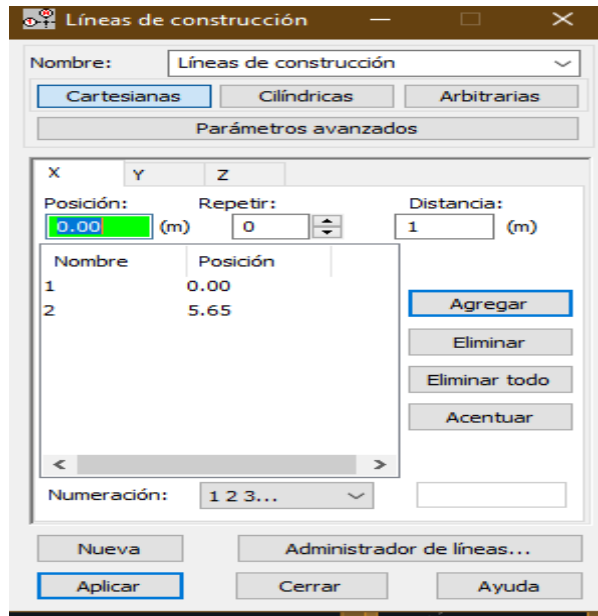 Líneas de construcción
Nombre: Líneas de construcción
Cartesianas Cilíndricas Arbitrarias
Parámetros avanzados
X Y Z
Posición: Repetir: Distancia:
0.00 (m) 0 1 (m)
Nombre Posición
1 0.00
2 5.65
Agregar
Eliminar
Eliminar todo
Acentuar
Numeración: 1 2 3...
Nueva Administrador de líneas...
Aplicar Cerrar Ayuda